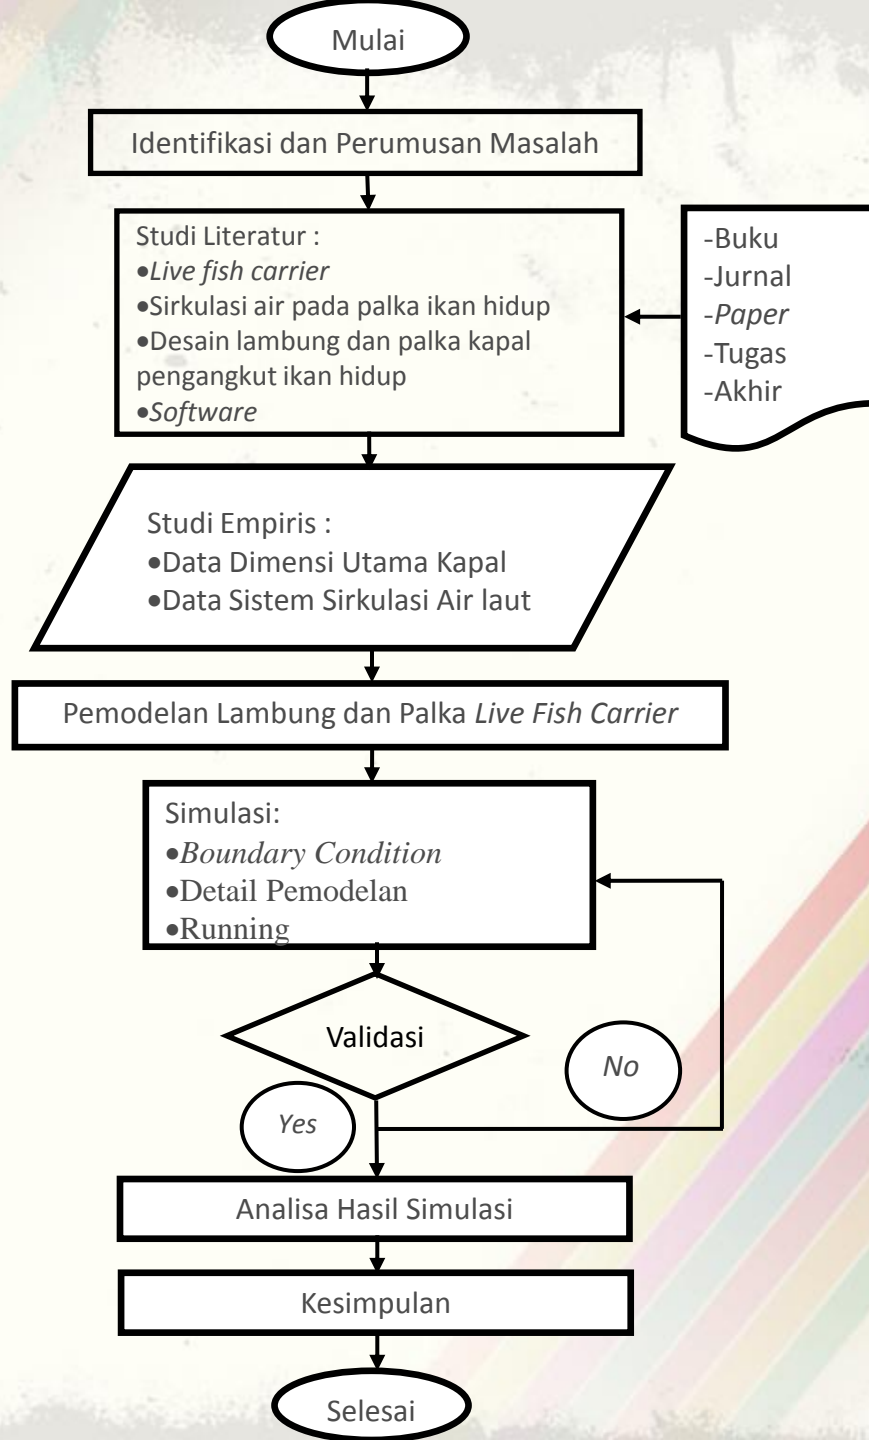 Mulai
Identifikasi dan Perumusan Masalah
Studi Literatur :
•Live fish carrier
•Sirkulasi air pada palka ikan hidup
•Desain lambung dan palka kapal
pengangkut ikan hidup
•Software
-Buku
-Jurnal
-Paper
-Tugas
-Akhir
Studi Empiris :
•Data Dimensi Utama Kapal
•Data Sistem Sirkulasi Air laut
Pemodelan Lambung dan Palka Live Fish Carrier
Simulasi:
•Boundary Condition
•Detail Pemodelan
•Running
Validasi
No
Yes
Analisa Hasil Simulasi
Kesimpulan
Selesai